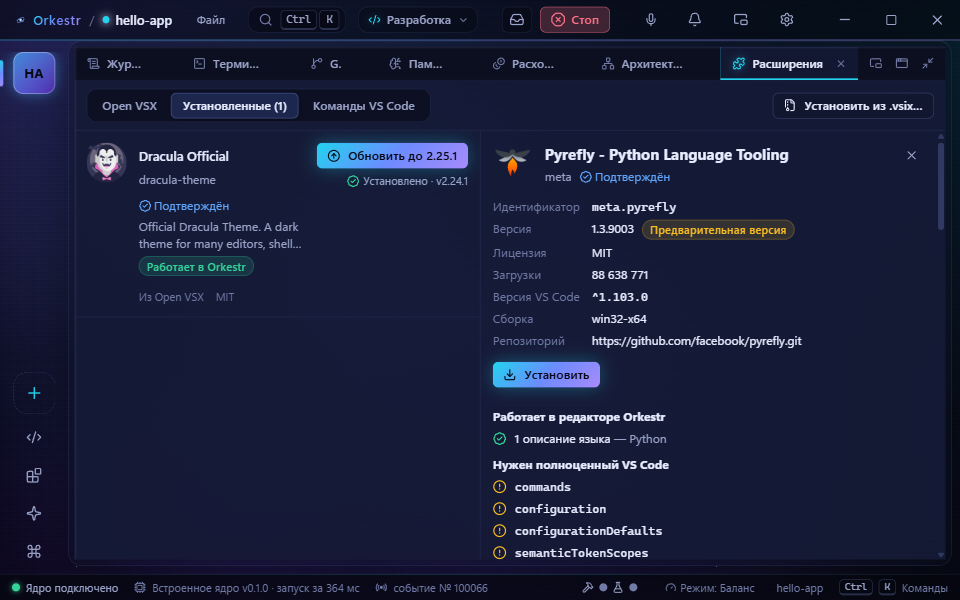 Orkestr / hello-app Файл Ctrl K Разработка Стоп
HA
Жур... Терми... G. Пам... Расхо... Архитект... Расширения
Open VSX Установленные (1) Команды VS Code Установить из .vsix...
Dracula Official
dracula-theme
Обновить до 2.25.1
Установлено · v2.24.1
Подтверждён
Official Dracula Theme. A dark
theme for many editors, shell...
Работает в Orkestr
Из Open VSX MIT
Pyrefly - Python Language Tooling
meta Подтверждён
Идентификатор meta.pyrefly
Версия 1.3.9003 Предварительная версия
Лицензия MIT
Загрузки 88 638 771
Версия VS Code ^1.103.0
Сборка win32-x64
Репозиторий https://github.com/facebook/pyrefly.git
Установить
Работает в редакторе Orkestr
1 описание языка — Python
Нужен полноценный VS Code
commands
configuration
configurationDefaults
semanticTokenScopes
Ядро подключено Встроенное ядро v0.1.0 · запуск за 364 мс событие № 100066 Режим: Баланс hello-app Ctrl K Команды